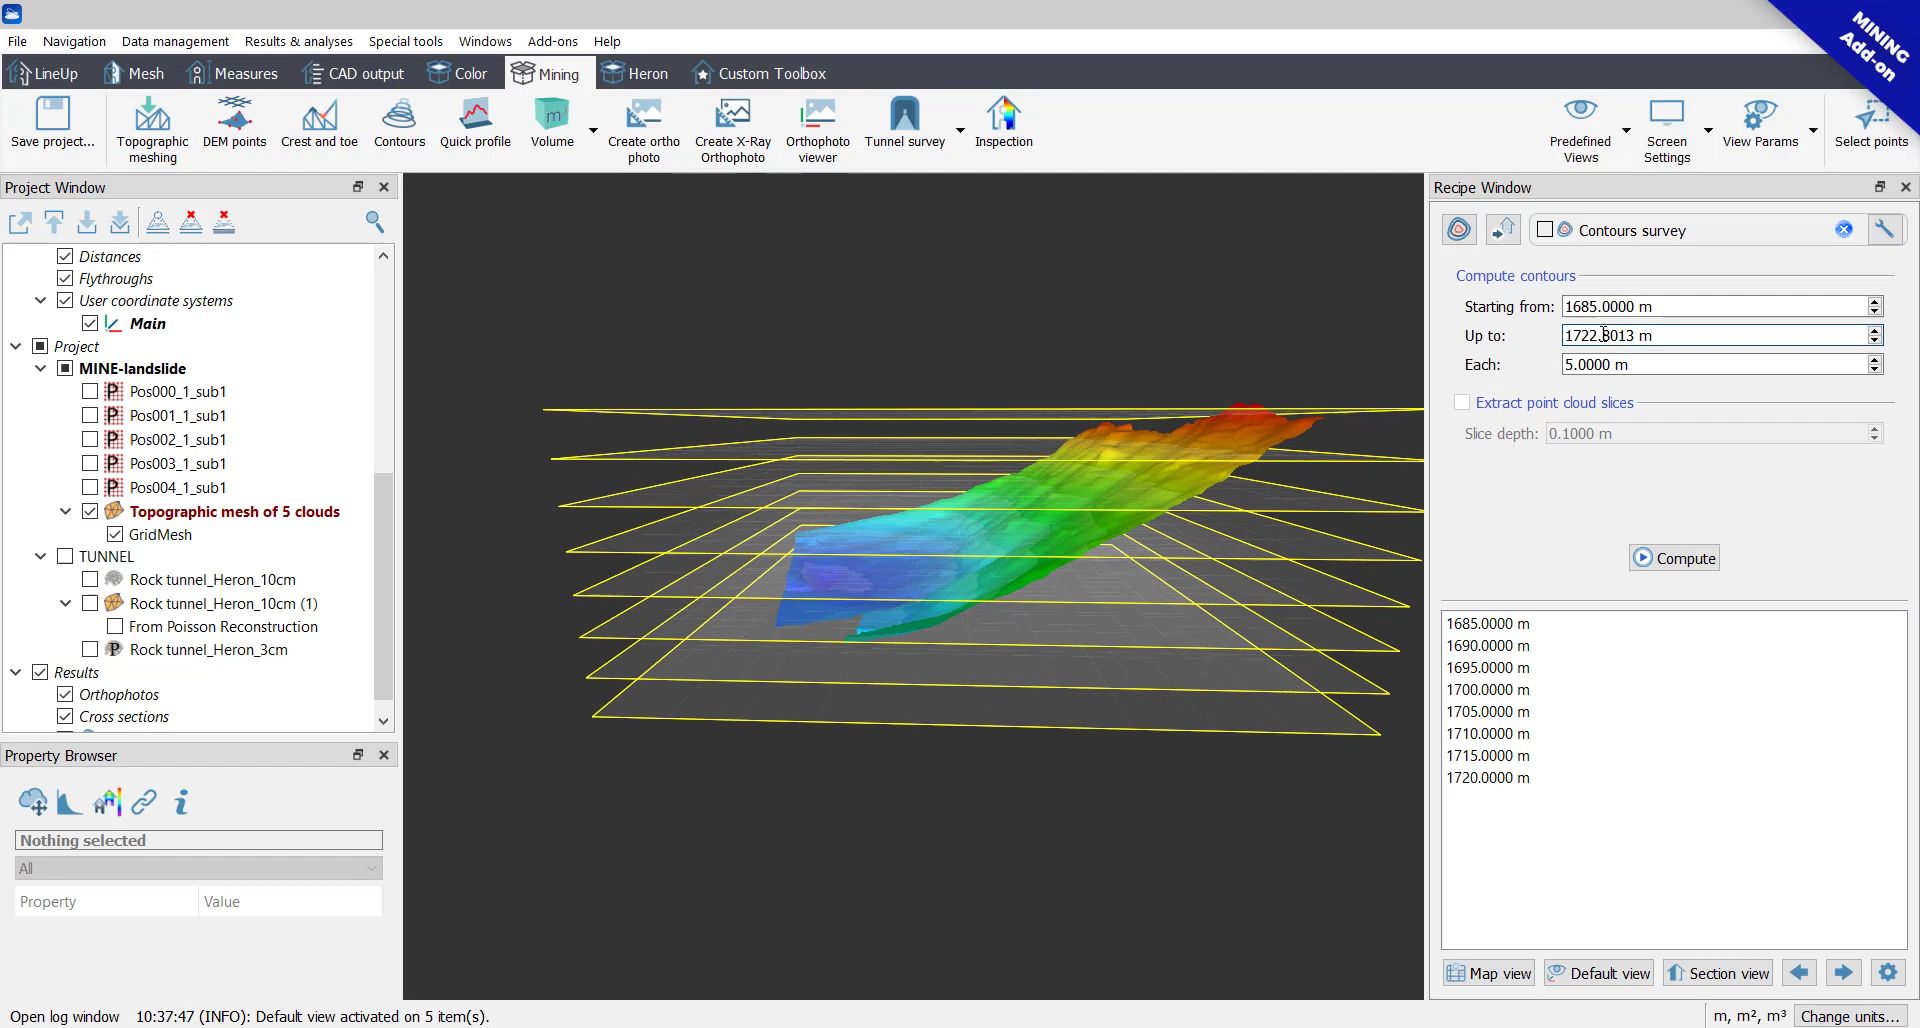 MINING
Add-on
File Navigation Data management Results & analyses Special tools Windows Add-ons Help
LineUp Mesh Measures CAD output Color Mining Heron Custom Toolbox
Save project... Topographic meshing DEM points Crest and toe Contours Quick profile Volume Create ortho photo Create X-Ray Orthophoto Orthophoto viewer Tunnel survey Inspection Predefined Views Screen Settings View Params Select points
Project Window
Distances
Flythroughs
User coordinate systems
Main
Project
MINE-landslide
Pos000_1_sub1
Pos001_1_sub1
Pos002_1_sub1
Pos003_1_sub1
Pos004_1_sub1
Topographic mesh of 5 clouds
GridMesh
TUNNEL
Rock tunnel_Heron_10cm
Rock tunnel_Heron_10cm (1)
From Poisson Reconstruction
Rock tunnel_Heron_3cm
Results
Orthophotos
Cross sections
Property Browser
Nothing selected
All
Property Value
Recipe Window
Contours survey
Compute contours
Starting from: 1685.0000 m
Up to: 1722.8013 m
Each: 5.0000 m
Extract point cloud slices
Slice depth: 0.1000 m
Compute
1685.0000 m
1690.0000 m
1695.0000 m
1700.0000 m
1705.0000 m
1710.0000 m
1715.0000 m
1720.0000 m
Map view Default view Section view
Open log window 10:37:47 (INFO): Default view activated on 5 item(s).
m, m², m³ Change units...